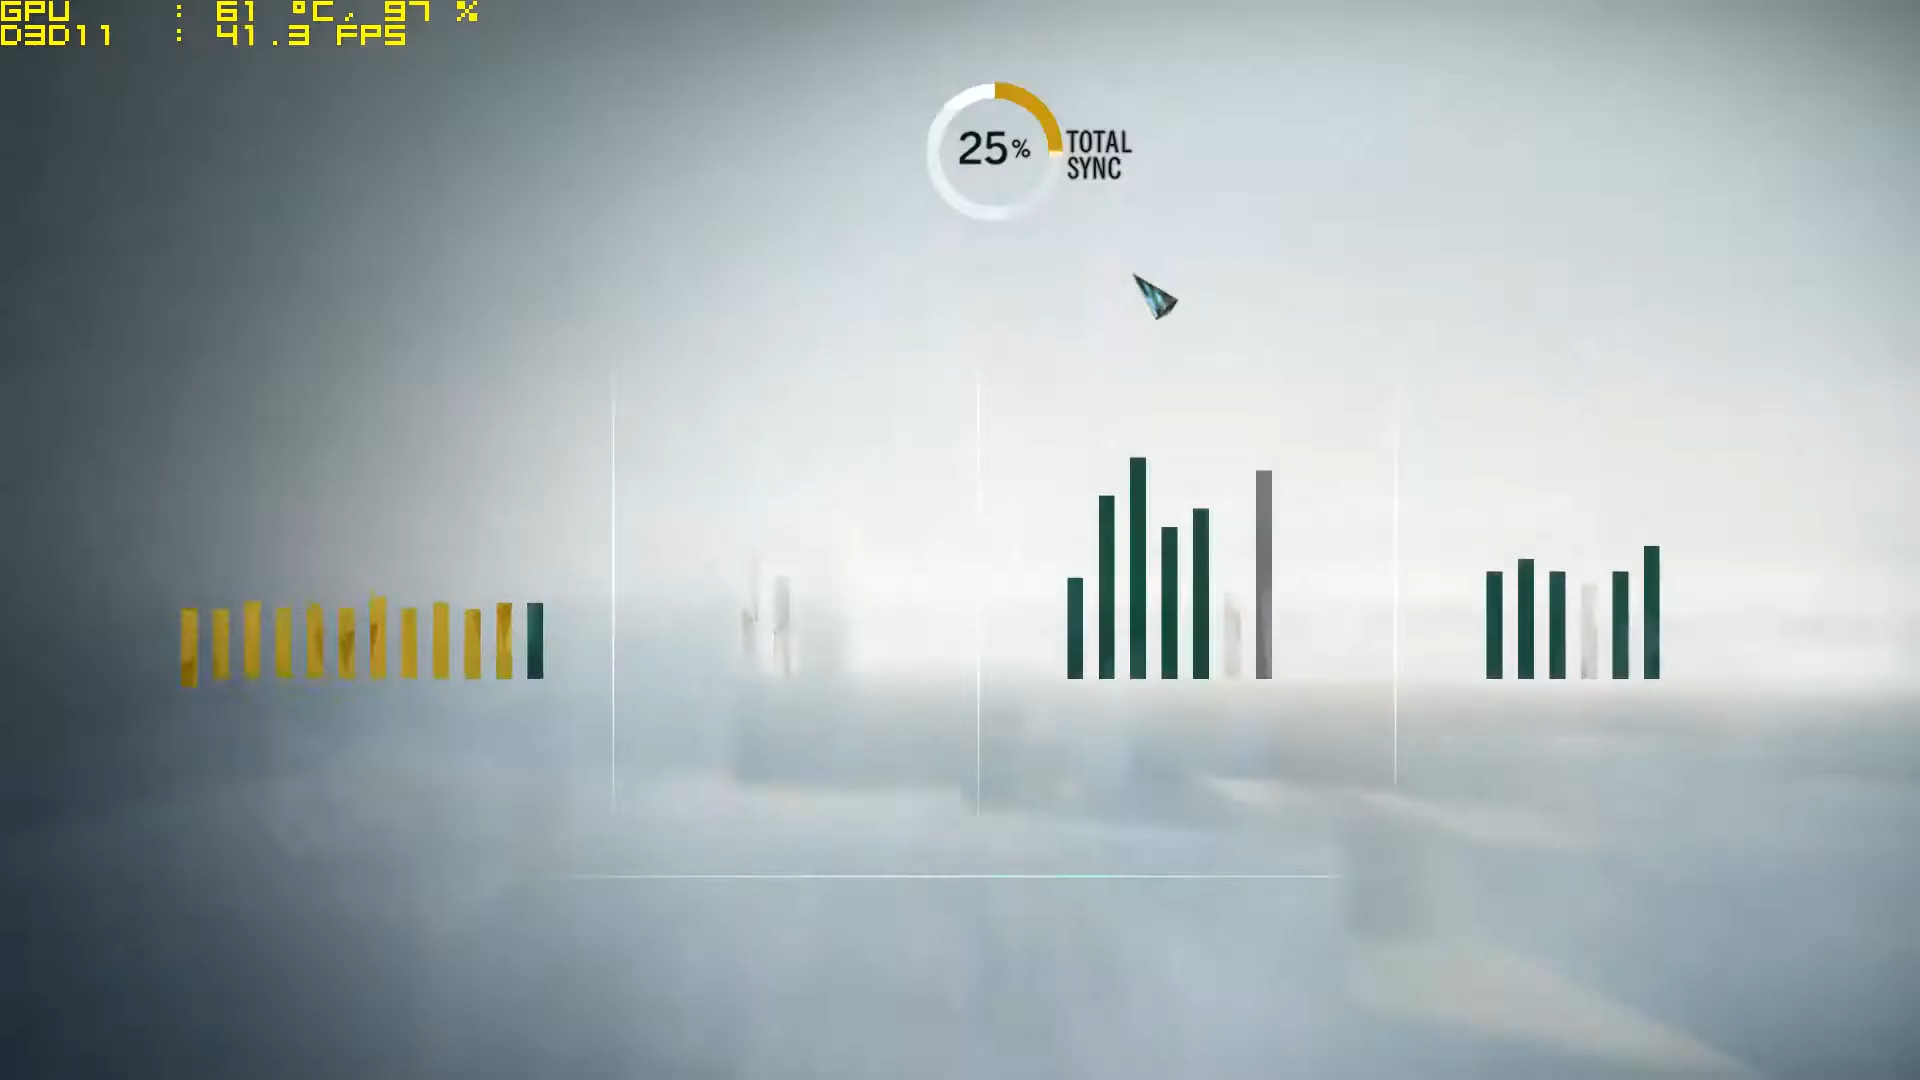 GPU : 61 °C, 97 %
D3D11 : 41.3 FPS
25%
TOTAL
SYNC